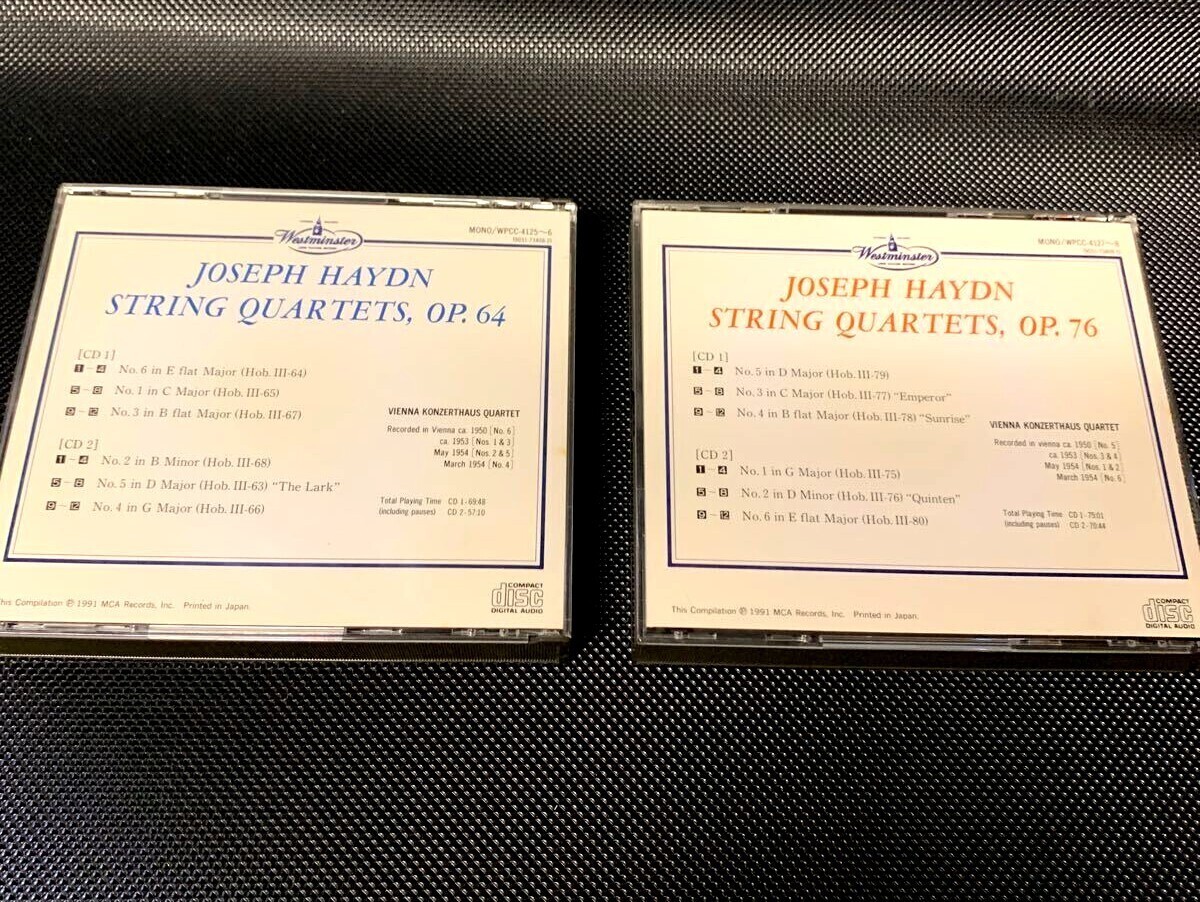 Westminster
MONO/WPCC-4125~6
JOSEPH HAYDN
STRING QUARTETS, OP. 64
[CD 1]
1-4 No. 6 in E flat Major (Hob. III-64)
5-8 No. 1 in C Major (Hob. III-65)
9-12 No. 3 in B flat Major (Hob. III-67)
[CD 2]
1-4 No. 2 in B Minor (Hob. III-68)
5-8 No. 5 in D Major (Hob. III-63) “The Lark”
9-12 No. 4 in G Major (Hob. III-66)
VIENNA KONZERTHAUS QUARTET
Recorded in Vienna ca. 1950 [No. 6]
ca. 1953 [Nos. 1 & 3]
May 1954 [Nos. 2 & 5]
March 1954 [No. 4]
Total Playing Time CD 1-69:48
(including pauses) CD 2-57:10
This Compilation ℗ 1991 MCA Records, Inc. Printed in Japan.
COMPACT
disc
DIGITAL AUDIO
Westminster
MONO/WPCC-4127~8
JOSEPH HAYDN
STRING QUARTETS, OP. 76
[CD 1]
1-4 No. 5 in D Major (Hob. III-79)
5-8 No. 3 in C Major (Hob. III-77) “Emperor”
9-12 No. 4 in B flat Major (Hob. III-78) “Sunrise”
[CD 2]
1-4 No. 1 in G Major (Hob. III-75)
5-8 No. 2 in D Minor (Hob. III-76) “Quinten”
9-12 No. 6 in E flat Major (Hob. III-80)
VIENNA KONZERTHAUS QUARTET
Recorded in vienna ca. 1950 [No. 5]
ca. 1953 [Nos. 3 & 4]
May 1954 [Nos. 1 & 2]
March 1954 [No. 6]
Total Playing Time CD 1-75:01
(including pauses) CD 2-70:44
This Compilation ℗ 1991 MCA Records, Inc. Printed in Japan.
COMPACT
disc
DIGITAL AUDIO